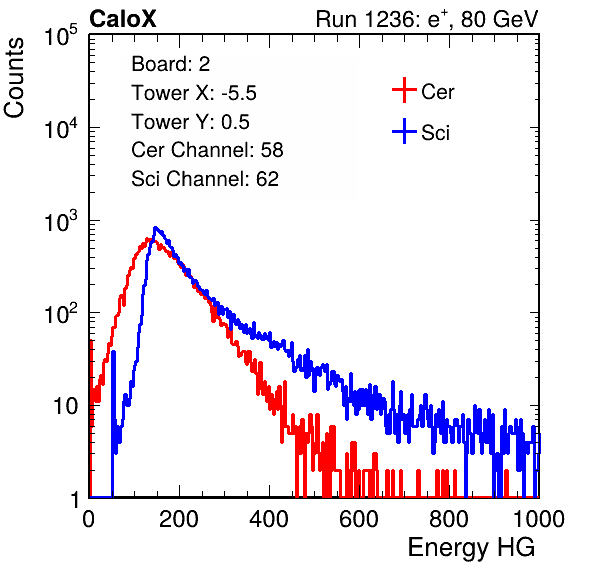 CaloX Run 1236: e⁺, 80 GeV
Counts
10⁵
10⁴
10³
10²
10
1
Board: 2
Tower X: -5.5
Tower Y: 0.5
Cer Channel: 58
Sci Channel: 62
Cer
Sci
0 200 400 600 800 1000
Energy HG